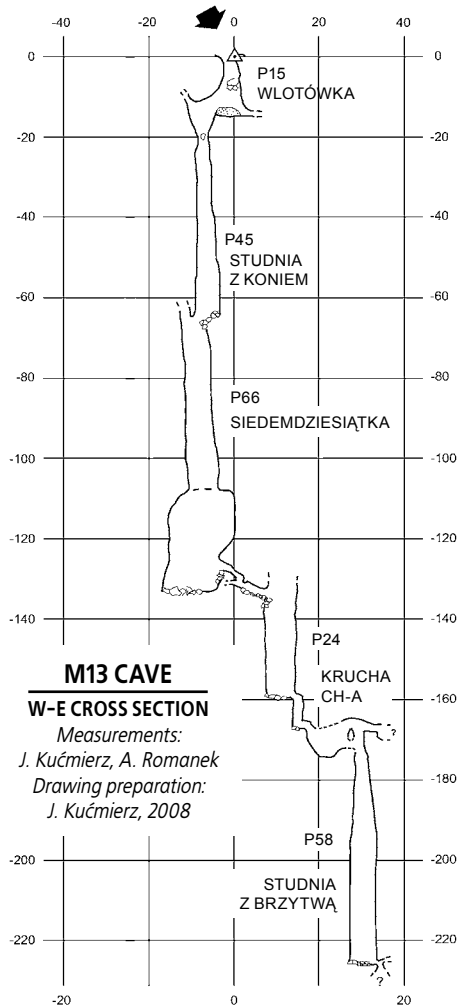 -40 -20 0 20 40
0 0
P15
WLOTÓWKA
-20 -20
-40 -40
P45
STUDNIA
Z KONIEM
-60 -60
-80 -80
P66
SIEDEMDZIESIĄTKA
-100 -100
-120 -120
-140 -140
P24
M13 CAVE
KRUCHA
CH-A
W-E CROSS SECTION
-160
Measurements:
?
J. Kućmierz, A. Romanek
Drawing preparation:
-180
J. Kućmierz, 2008
P58
-200 -200
STUDNIA
Z BRZYTWĄ
-220 -220
?
-20 0 20 40